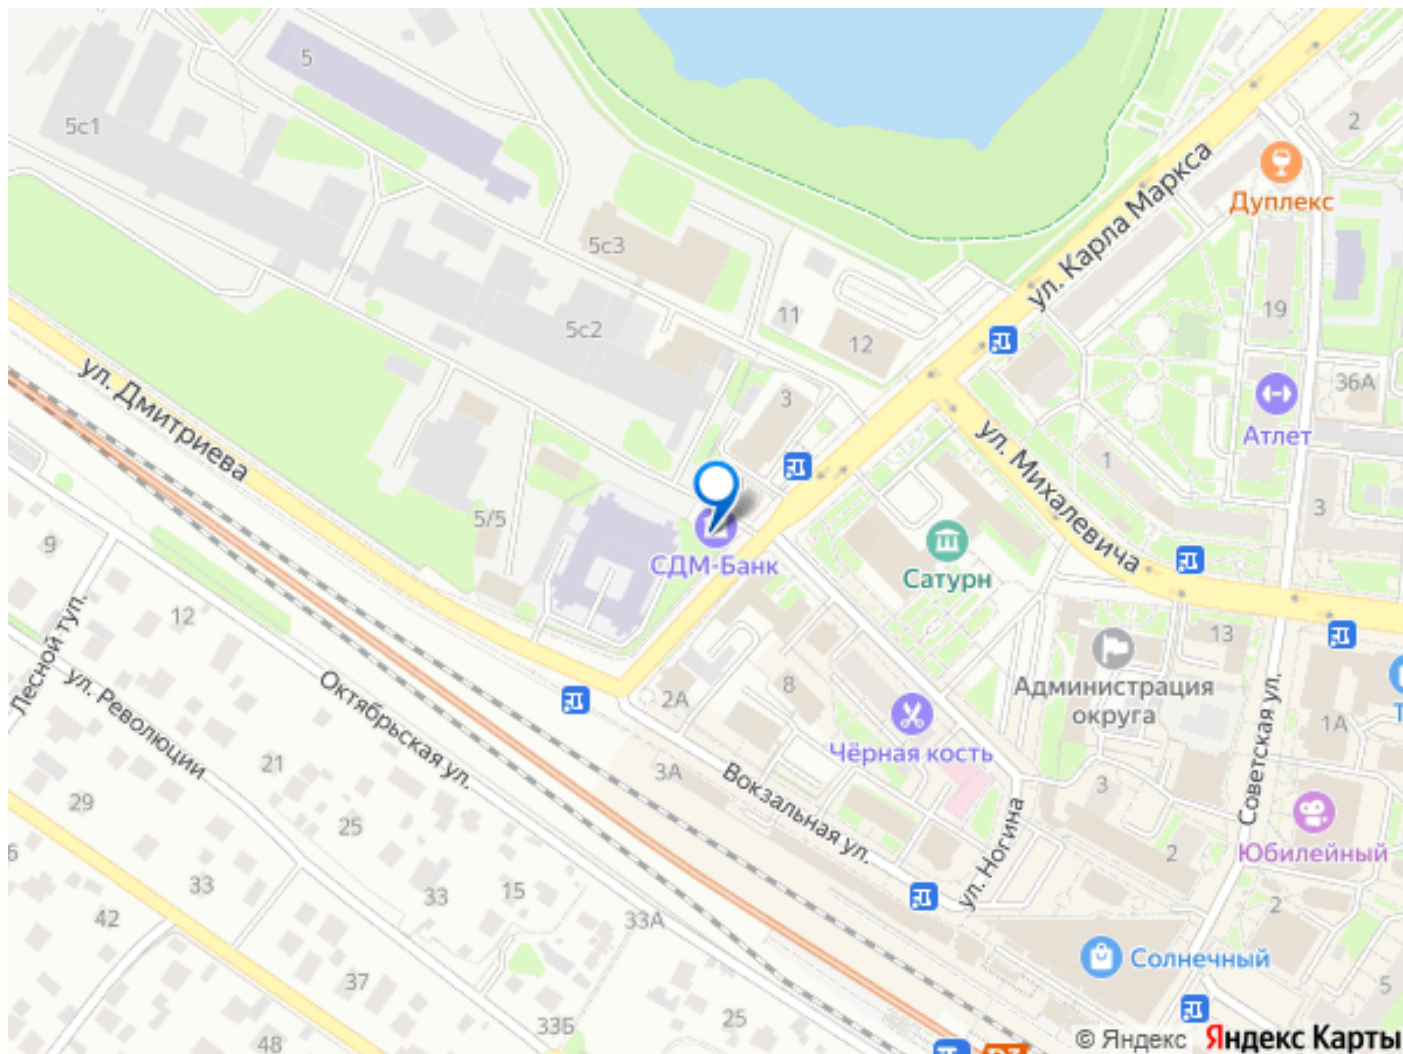 5
5с1
2
ул. Карла Маркса
Дуплекс
5с3
19
11
5с2
12
36А
ул. Дмитриева
3
Атлет
ул. Михалевича
1
3
5/5
9
СДМ-Банк
Сатурн
12
Лесной туп.
13
Администрация
округа
ул. Революции
Октябрьская ул.
2А
8
Чёрная кость
1А
Советская ул.
21
3А
Вокзальная ул.
3
29
25
ул. Ногина
2
Юбилейный
33
33
15
2
42
33А
Солнечный
37
5
33Б
25
48
© Яндекс Яндекс Карты